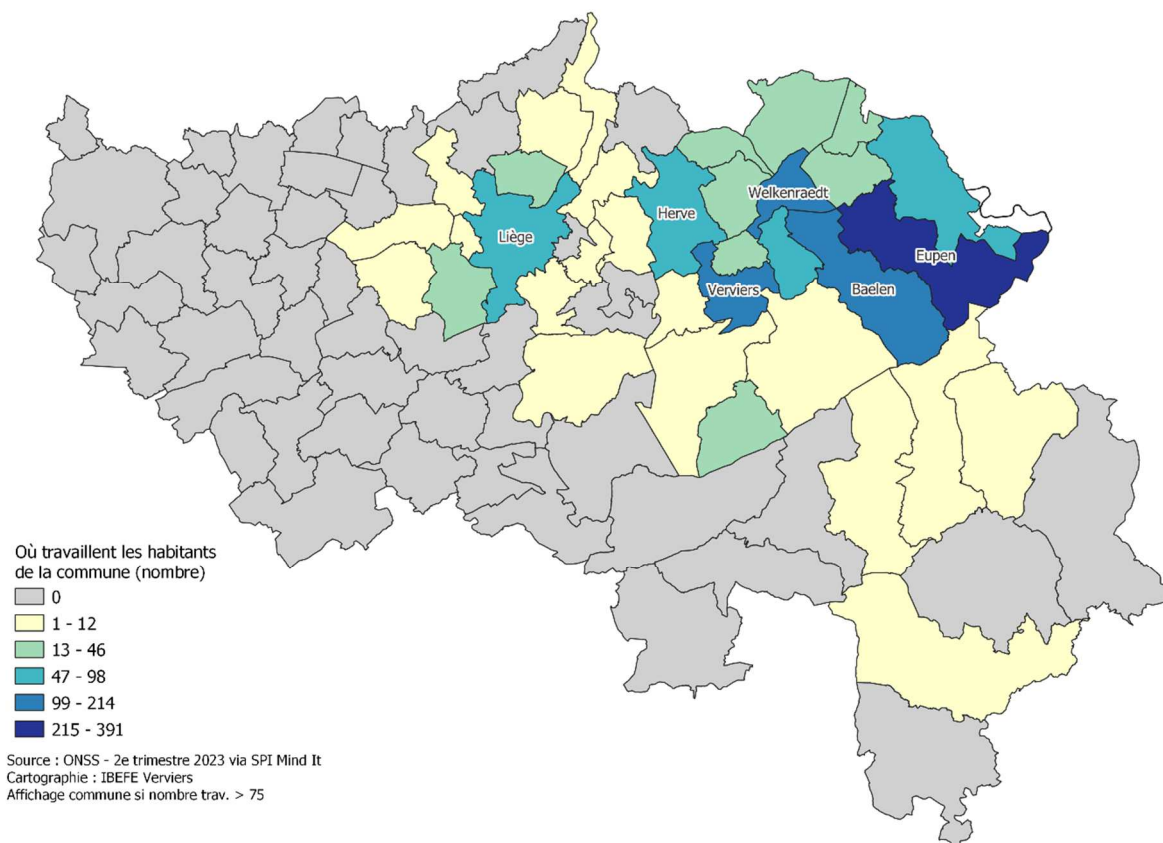 Welkenraedt
Herve
Liège
Eupen
Verviers
Baelen
Où travaillent les habitants
de la commune (nombre)
0
1 - 12
13 - 46
47 - 98
99 - 214
215 - 391
Source : ONSS - 2e trimestre 2023 via SPI Mind It
Cartographie : IBEFE Verviers
Affichage commune si nombre trav. > 75